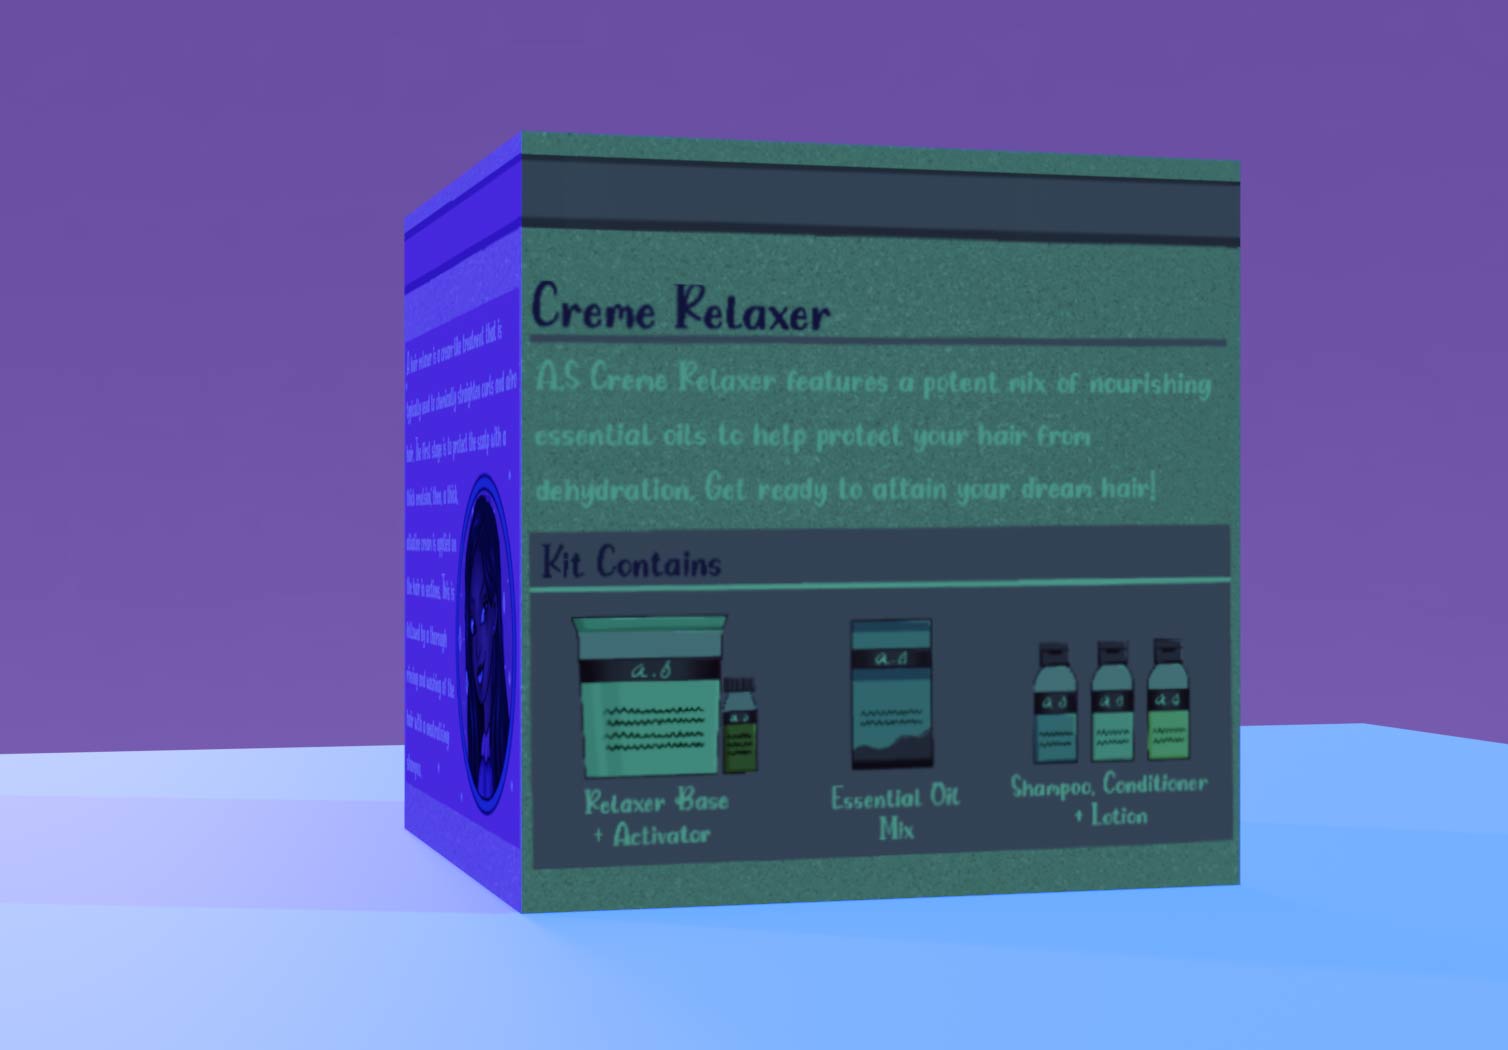 Creme Relaxer
A.S Creme Relaxer features a potent mix of nourishing
essential oils to help protect your hair from
dehydration. Get ready to attain your dream hair!
Kit Contains
a.s
a.s
a.s
a.s
a.s
a.s
Relaxer Base
+ Activator
Essential Oil
Mix
Shampoo, Conditioner
+ Lotion
A hair relaxer is a cream-like treatment that is
typically used to chemically straighten curls and afro
hair. The first stage is to protect the scalp with a
thick emulsion, then, a thick
alkaline cream is applied on
the hair in sections. This is
followed by a thorough
rinsing and washing of the
hair with a neutralising
shampoo.